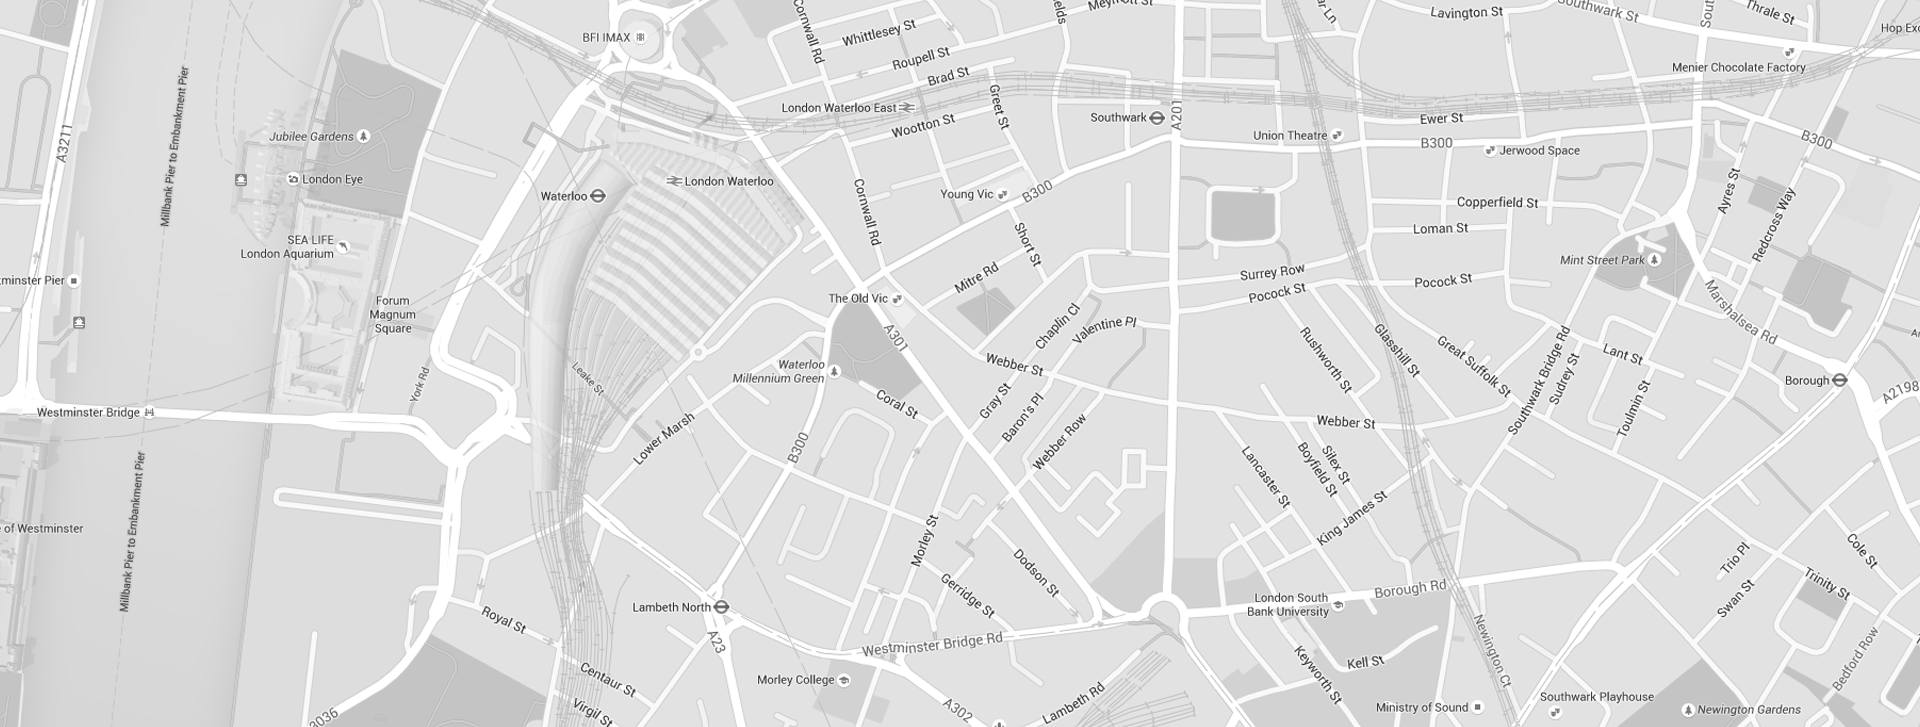 BFI IMAX
Cornwall Rd
Whittlesey St
Roupell St
Brad St
Greet St
London Waterloo East
Wootton St
Meymott St
Lavington St
Southwark St
Thrale St
Menier Chocolate Factory
A3211
Millbank Pier to Embankment Pier
Jubilee Gardens
London Eye
Southwark
A201
Union Theatre
Ewer St
B300
Jerwood Space
B300
Waterloo
London Waterloo
Young Vic
B300
Cornwall Rd
Short St
Copperfield St
Loman St
Ayres St
Redcross Way
SEA LIFE
London Aquarium
Mitre Rd
Surrey Row
Pocock St
Pocock St
Mint Street Park
Marshalsea Rd
Forum
Magnum
Square
The Old Vic
A301
Chaplin Cl
Valentine Pl
Rushworth St
Glasshill St
Great Suffolk St
Southwark Bridge Rd
Sudrey St
Lant St
Toulmin St
Borough
A2198
Waterloo
Millennium Green
Webber St
Leake St
York Rd
Westminster Bridge
Lower Marsh
Coral St
Gray St
Baron's Pl
Webber Row
Webber St
B300
Lancaster St
Boyfield St
Silex St
King James St
Millbank Pier to Embankment Pier
of Westminster
Morley St
Dodson St
Gerridge St
Lambeth North
A23
Westminster Bridge Rd
London South
Bank University
Borough Rd
Trio Pl
Swan St
Cole St
Trinity St
Royal St
Centaur St
Virgil St
Morley College
A302
Lambeth Rd
Keyworth St
Kell St
Newington Ct
Ministry of Sound
Southwark Playhouse
Newington Gardens
Bedford Row